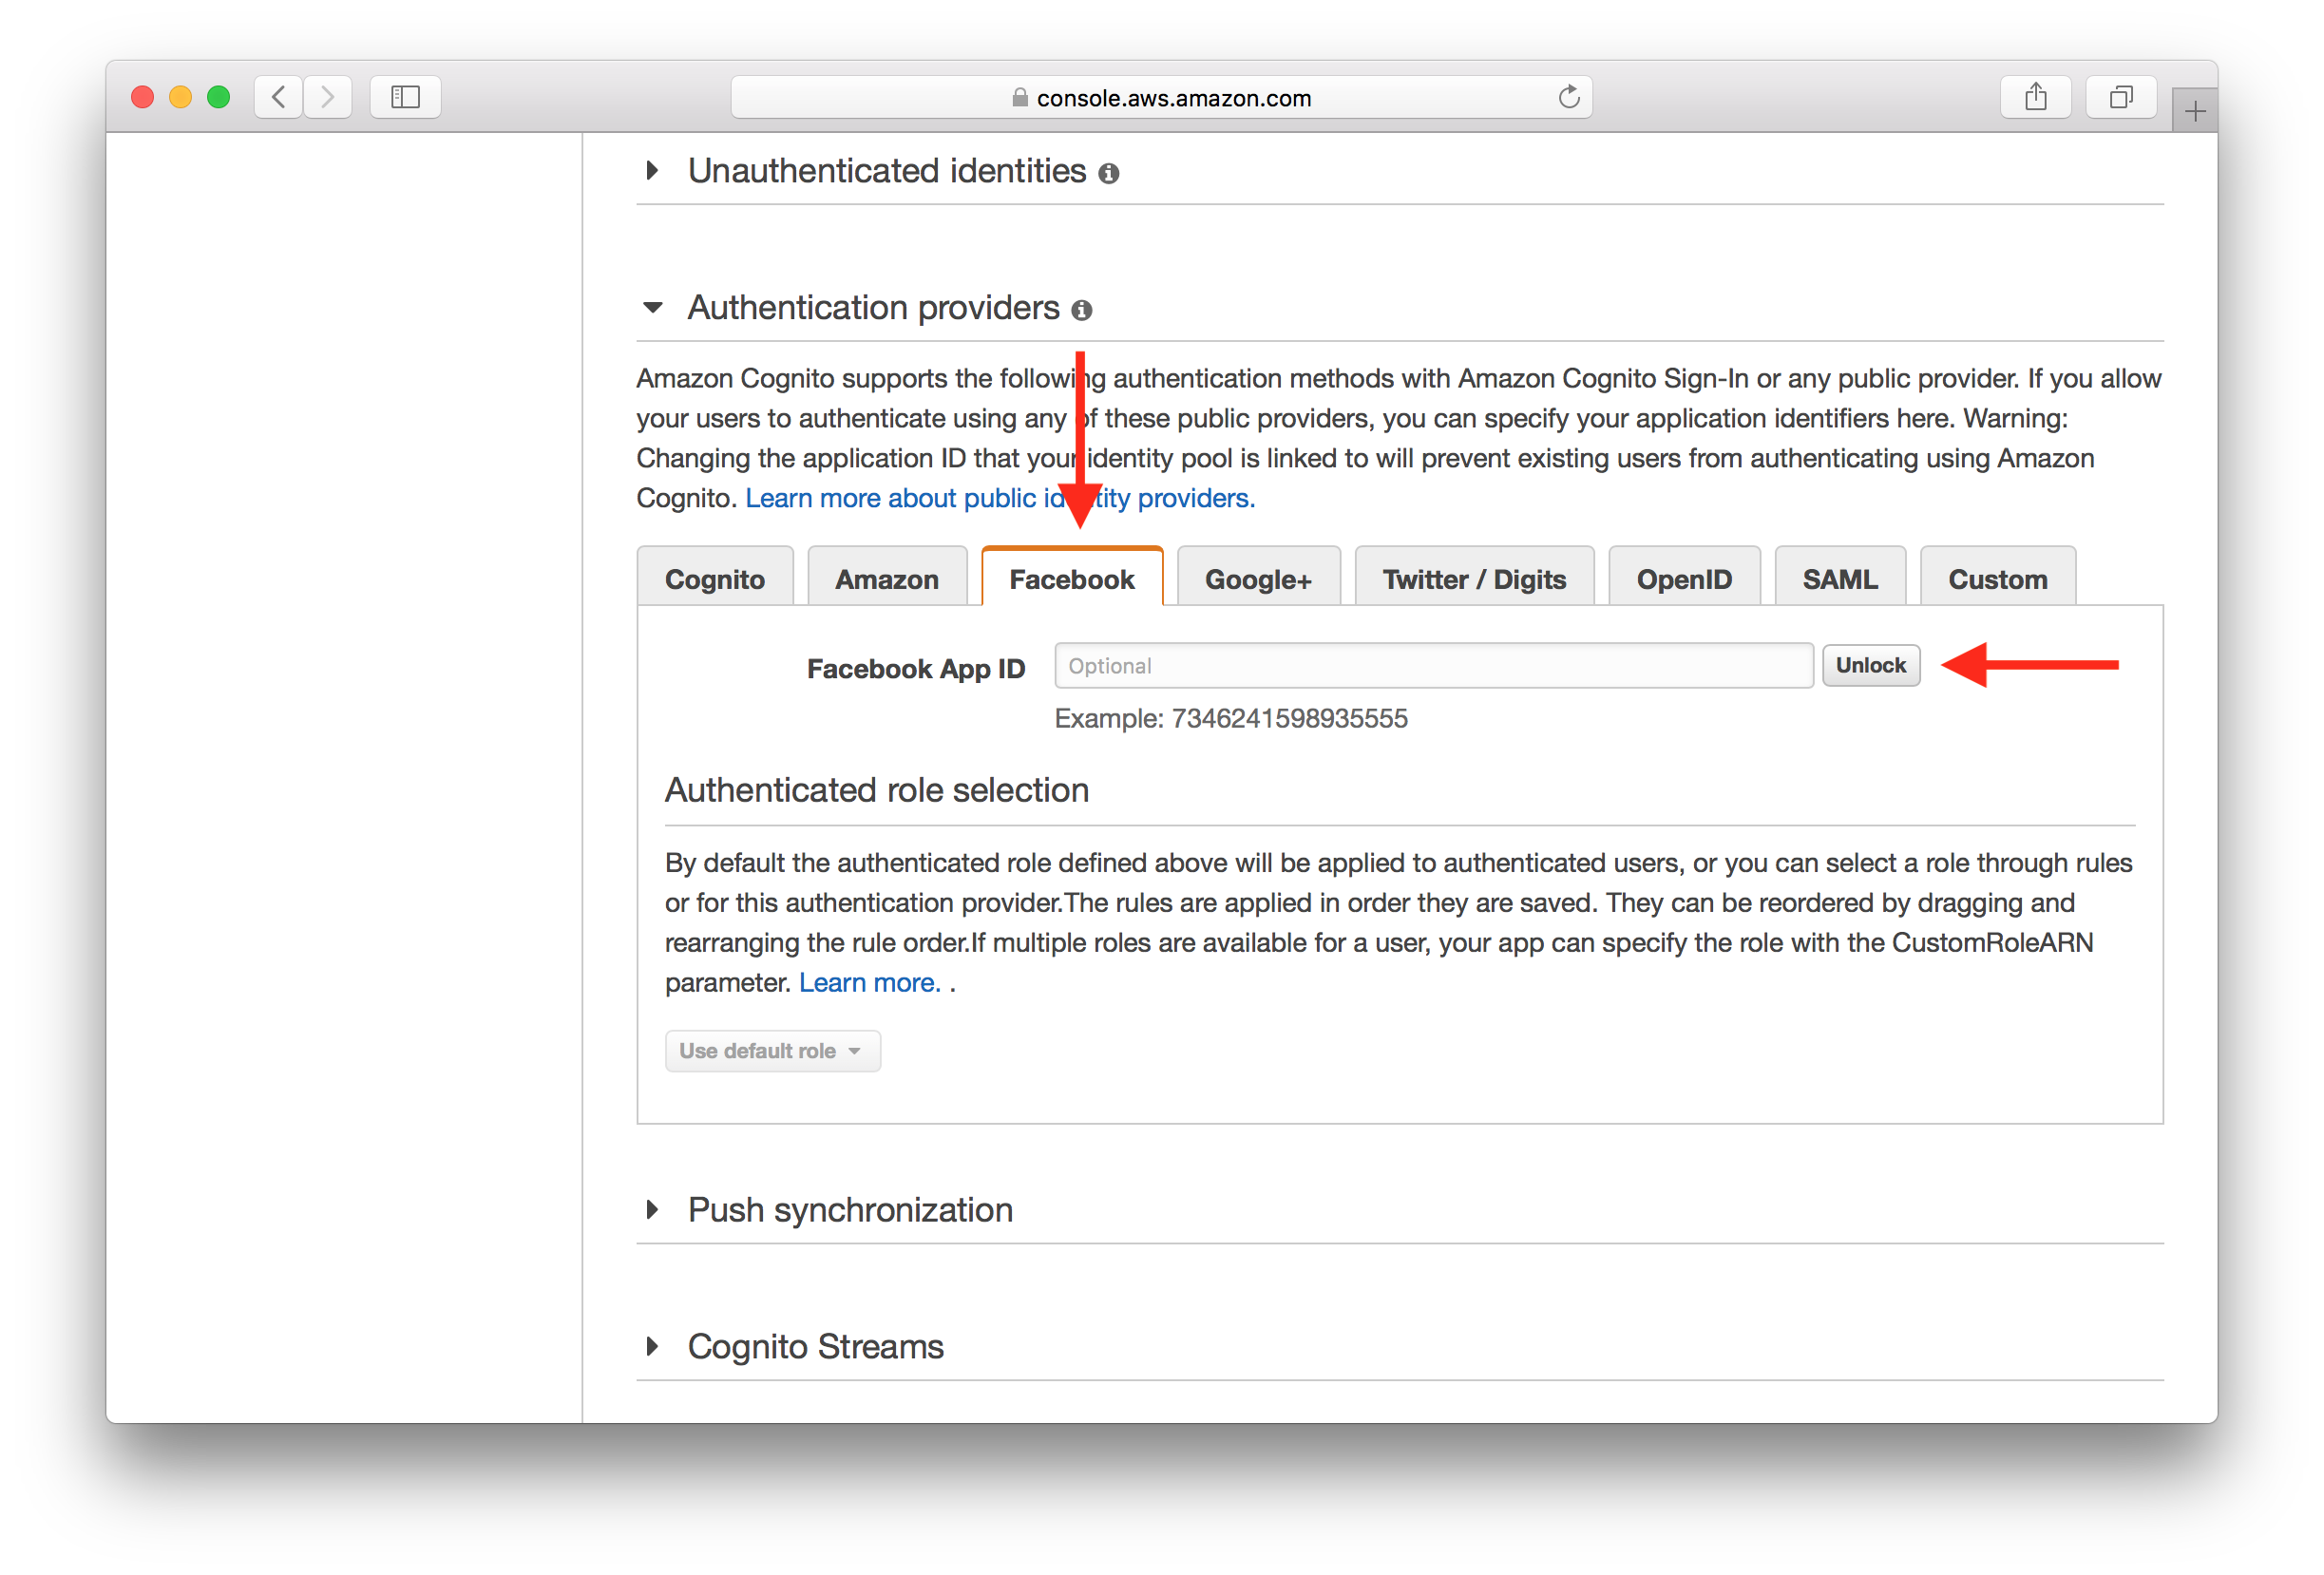 console.aws.amazon.com
Unauthenticated identities
Authentication providers
Amazon Cognito supports the following authentication methods with Amazon Cognito Sign-In or any public provider. If you allow
your users to authenticate using any of these public providers, you can specify your application identifiers here. Warning:
Changing the application ID that your identity pool is linked to will prevent existing users from authenticating using Amazon
Cognito. Learn more about public identity providers.
Cognito Amazon Facebook Google+ Twitter / Digits OpenID SAML Custom
Facebook App ID Optional Unlock
Example: 7346241598935555
Authenticated role selection
By default the authenticated role defined above will be applied to authenticated users, or you can select a role through rules
or for this authentication provider.The rules are applied in order they are saved. They can be reordered by dragging and
rearranging the rule order.If multiple roles are available for a user, your app can specify the role with the CustomRoleARN
parameter. Learn more. .
Use default role
Push synchronization
Cognito Streams